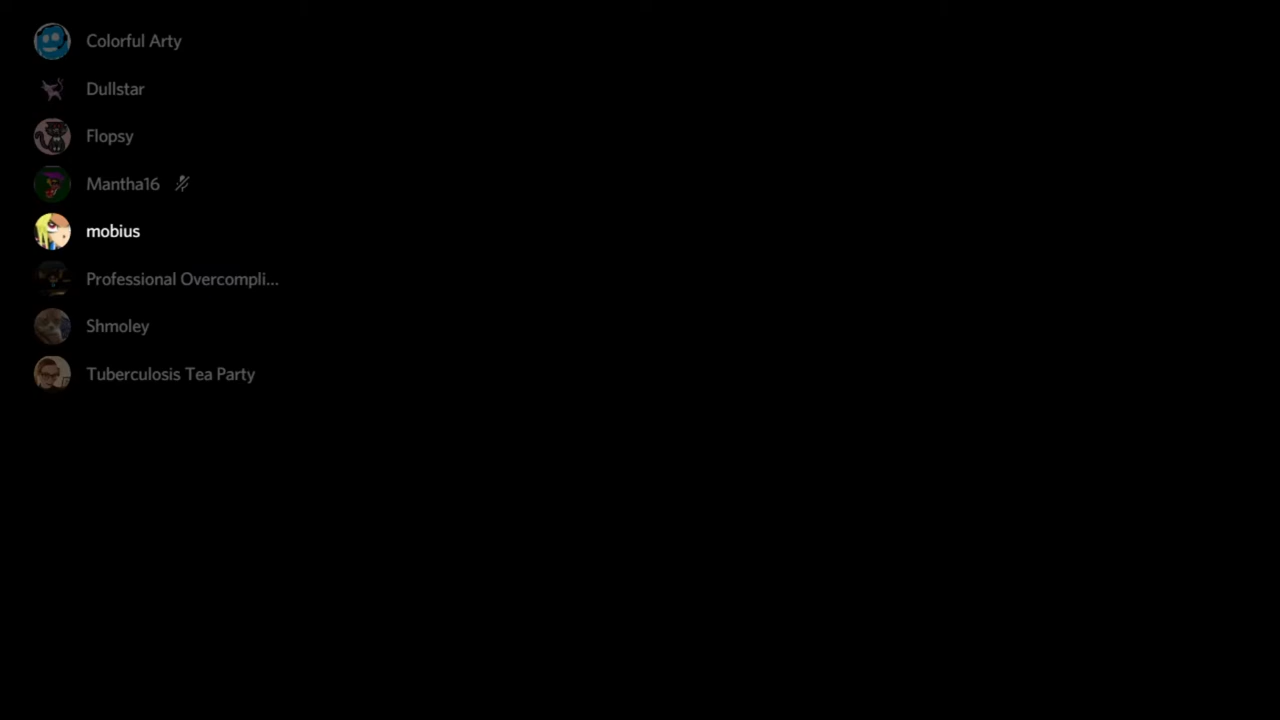 Colorful Arty
Dullstar
Flopsy
Mantha16
mobius
Professional Overcompli...
Shmoley
Tuberculosis Tea Party